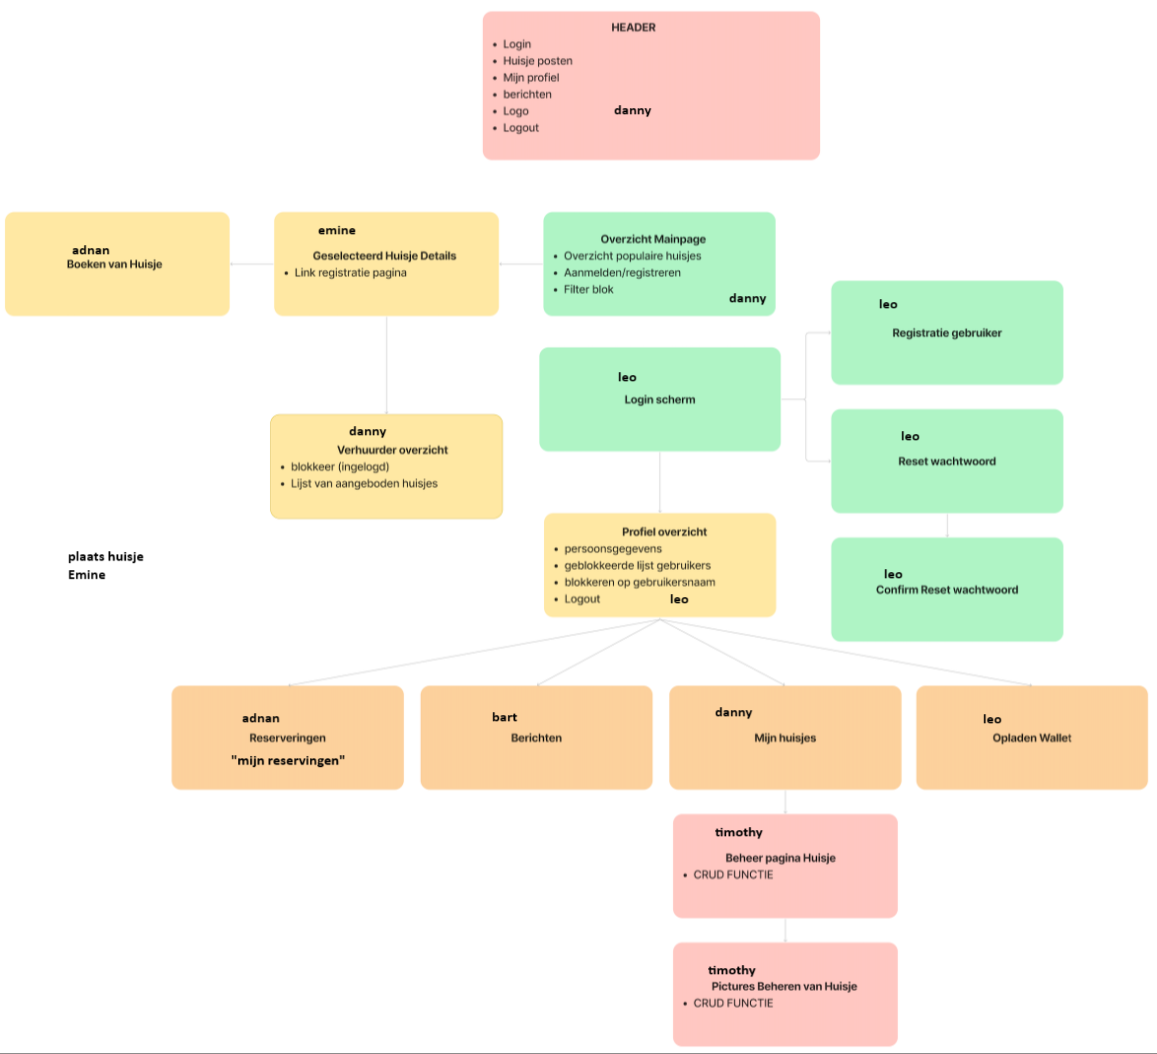 HEADER
• Login
• Huisje posten
• Mijn profiel
• berichten
• Logo
danny
• Logout
adnan
Boeken van Huisje
emine
Geselecteerd Huisje Details
• Link registratie pagina
Overzicht Mainpage
• Overzicht populaire huisjes
• Aanmelden/registreren
• Filter blok
danny
leo
Registratie gebruiker
leo
Login scherm
danny
Verhuurder overzicht
• blokkeer (ingelogd)
• Lijst van aangeboden huisjes
leo
Reset wachtwoord
plaats huisje
Emine
Profiel overzicht
• persoonsgegevens
• geblokkeerde lijst gebruikers
• blokkeren op gebruikersnaam
• Logout
leo
leo
Confirm Reset wachtwoord
adnan
Reserveringen
"mijn reservingen"
bart
Berichten
danny
Mijn huisjes
leo
Opladen Wallet
timothy
Beheer pagina Huisje
• CRUD FUNCTIE
timothy
Pictures Beheren van Huisje
• CRUD FUNCTIE